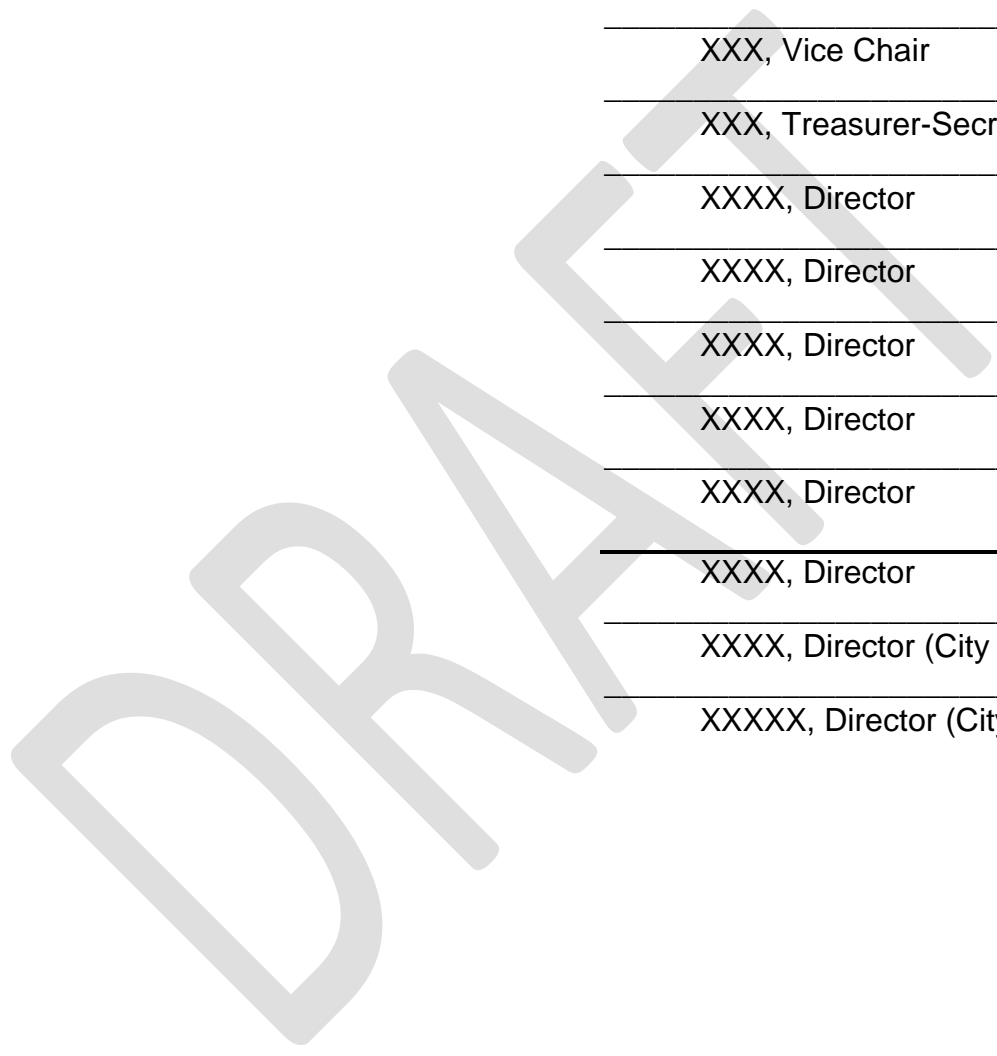 XXX, Vice Chair
XXX, Treasurer-Secr
XXXX, Director
XXXX, Director
XXXX, Director
XXXX, Director
XXXX, Director
XXXX, Director
XXXX, Director (City
XXXXX, Director (City
DRAFT